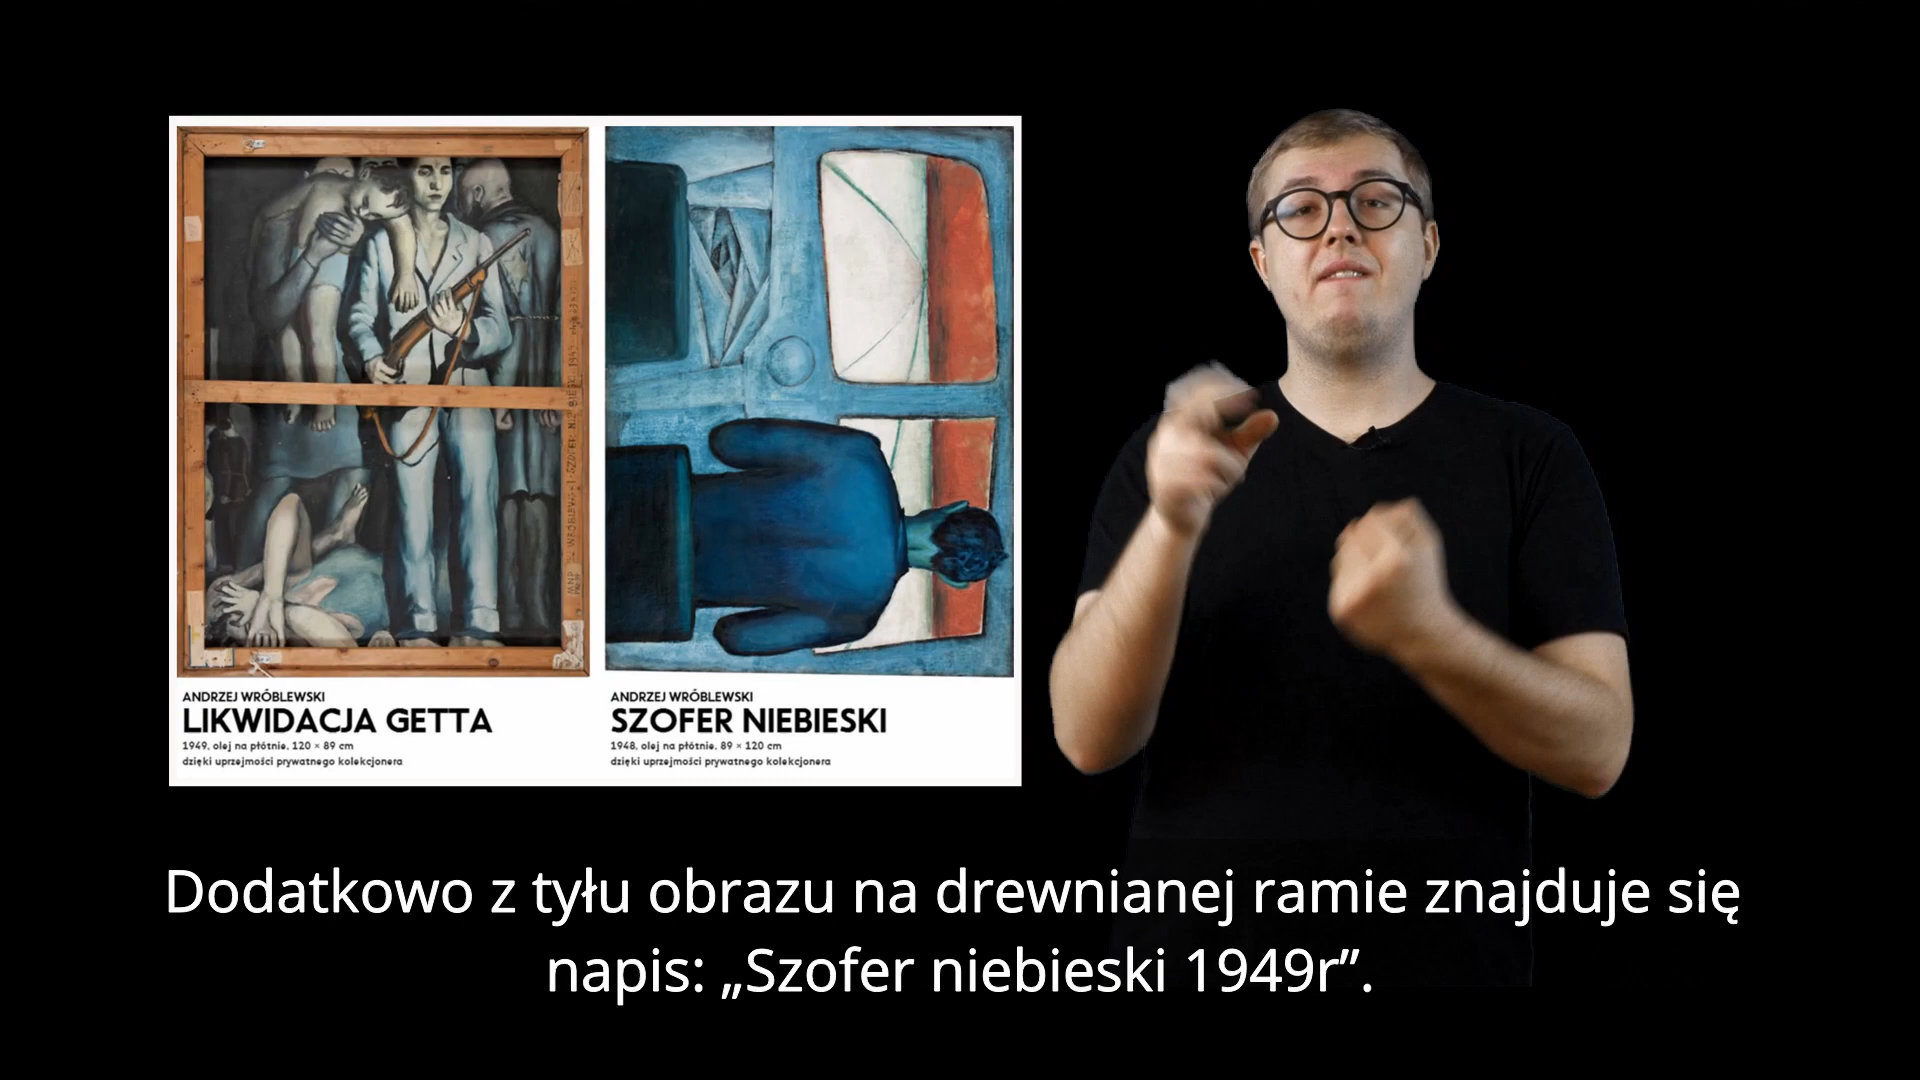 ANDRZEJ WRÓBLEWSKI
LIKWIDACJA GETTA
1949, olej na płótnie, 120 × 89 cm
dzięki uprzejmości prywatnego kolekcjonera
ANDRZEJ WRÓBLEWSKI
SZOFER NIEBIESKI
1948, olej na płótnie, 89 × 120 cm
dzięki uprzejmości prywatnego kolekcjonera
Dodatkowo z tyłu obrazu na drewnianej ramie znajduje się
napis: „Szofer niebieski 1949r”.